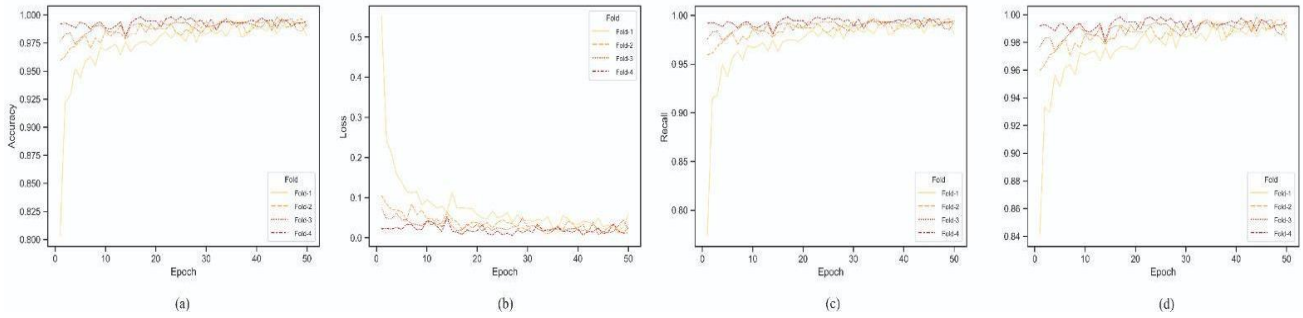 1.000
0.975
0.950
0.925
0.900
0.875
0.850
0.825
0.800
Accuracy
0 10 20 30 40 50
Epoch
Fold
Fold-1
Fold-2
Fold-3
Fold-4
(a)
0.5
0.4
0.3
0.2
0.1
0.0
Loss
0 10 20 30 40 50
Epoch
Fold
Fold-1
Fold-2
Fold-3
Fold-4
(b)
1.00
0.95
0.90
0.85
0.80
Recall
0 10 20 30 40 50
Epoch
Fold
Fold-1
Fold-2
Fold-3
Fold-4
(c)
1.00
0.98
0.96
0.94
0.92
0.90
0.88
0.86
0.84
0 10 20 30 40 50
Epoch
Fold
Fold-1
Fold-2
Fold-3
Fold-4
(d)